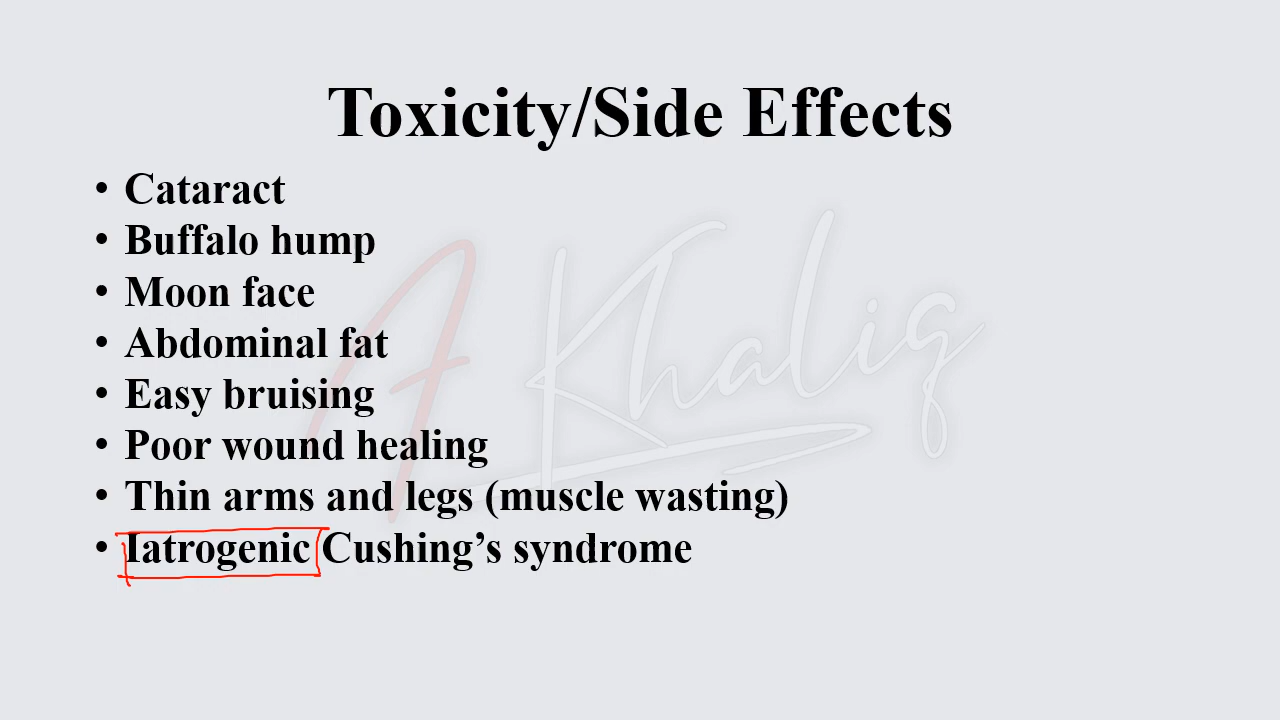 Toxicity/Side Effects
• Cataract
• Buffalo hump
• Moon face
• Abdominal fat
• Easy bruising
• Poor wound healing
• Thin arms and legs (muscle wasting)
• Iatrogenic Cushing’s syndrome
A Khaliq